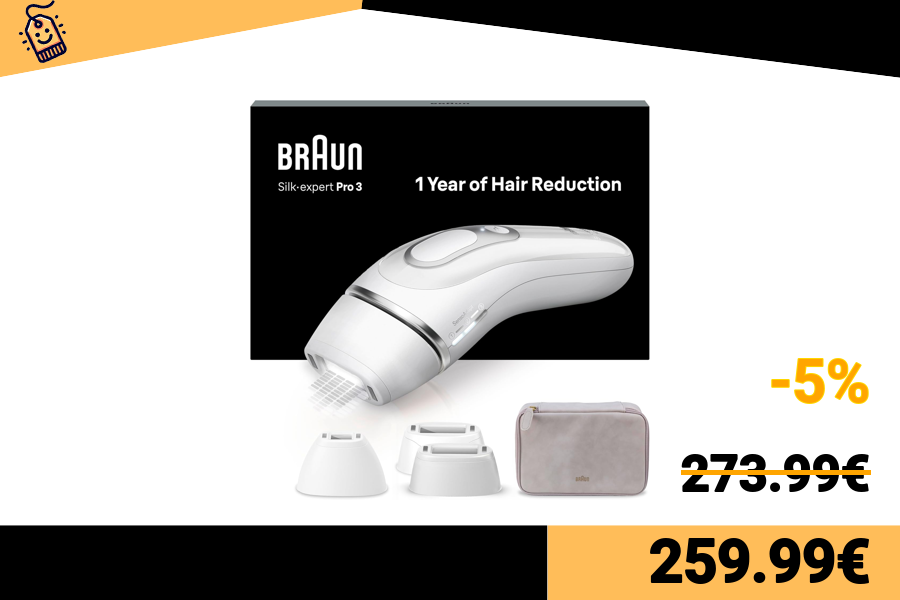 BRAUN
Silk·expert Pro 3
1 Year of Hair Reduction
-5%
273.99€
259.99€